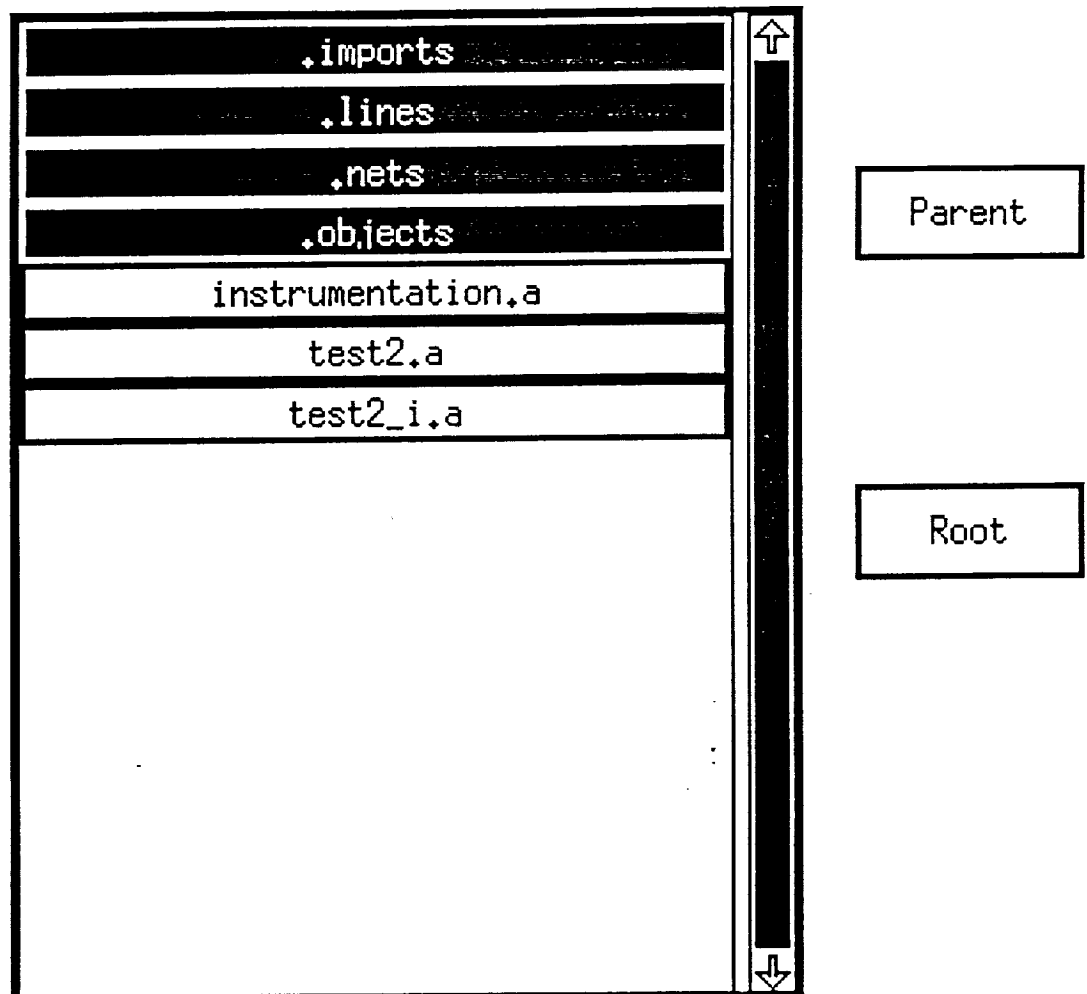 .imports
.lines
.nets
.objects
instrumentation.a
test2.a
test2_i.a
Parent
Root